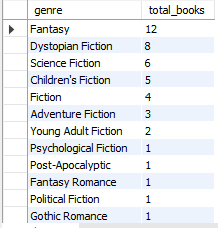 genre total_books
Fantasy 12
Dystopian Fiction 8
Science Fiction 6
Children's Fiction 5
Fiction 4
Adventure Fiction 3
Young Adult Fiction 2
Psychological Fiction 1
Post-Apocalyptic 1
Fantasy Romance 1
Political Fiction 1
Gothic Romance 1